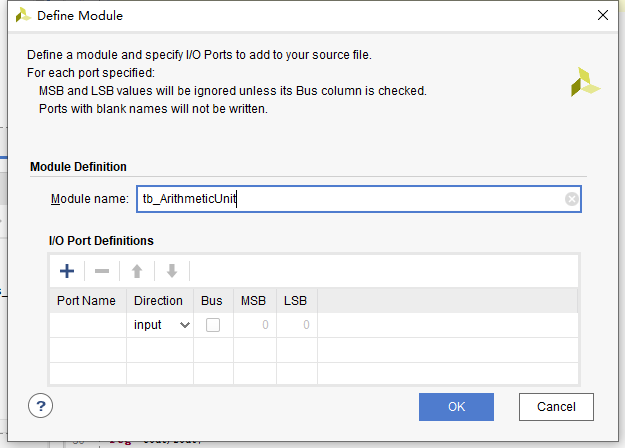 Define Module
Define a module and specify I/O Ports to add to your source file.
For each port specified:
MSB and LSB values will be ignored unless its Bus column is checked.
Ports with blank names will not be written.
Module Definition
Module name: tb_ArithmeticUnit
I/O Port Definitions
Port Name Direction Bus MSB LSB
input 0 0
? OK Cancel